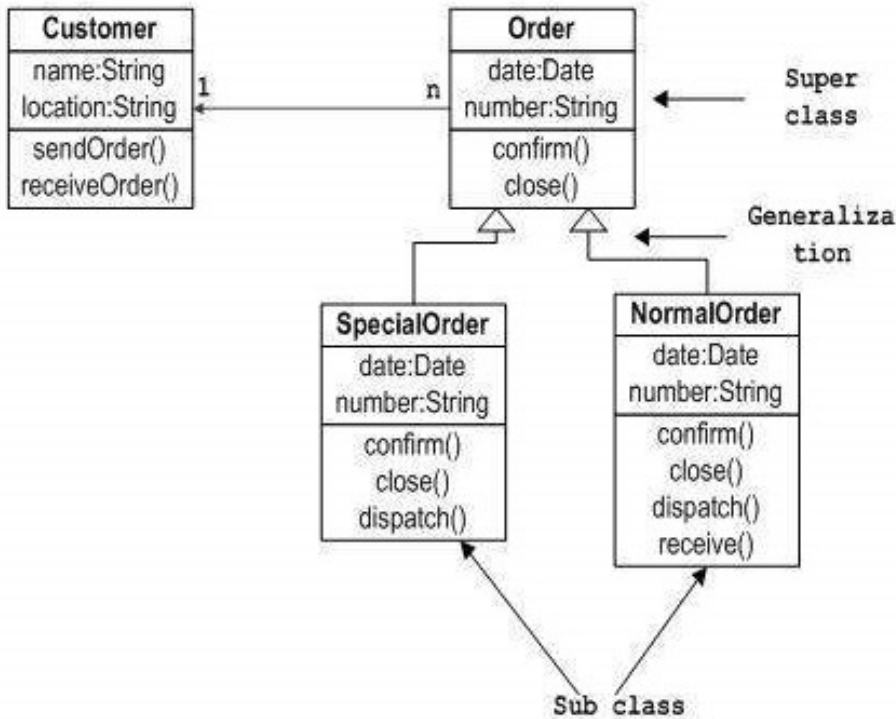 Customer
name:String
location:String
sendOrder()
receiveOrder()
1
n
Order
date:Date
number:String
confirm()
close()
Super
class
Generaliza
tion
SpecialOrder
date:Date
number:String
confirm()
close()
dispatch()
NormalOrder
date:Date
number:String
confirm()
close()
dispatch()
receive()
Sub class